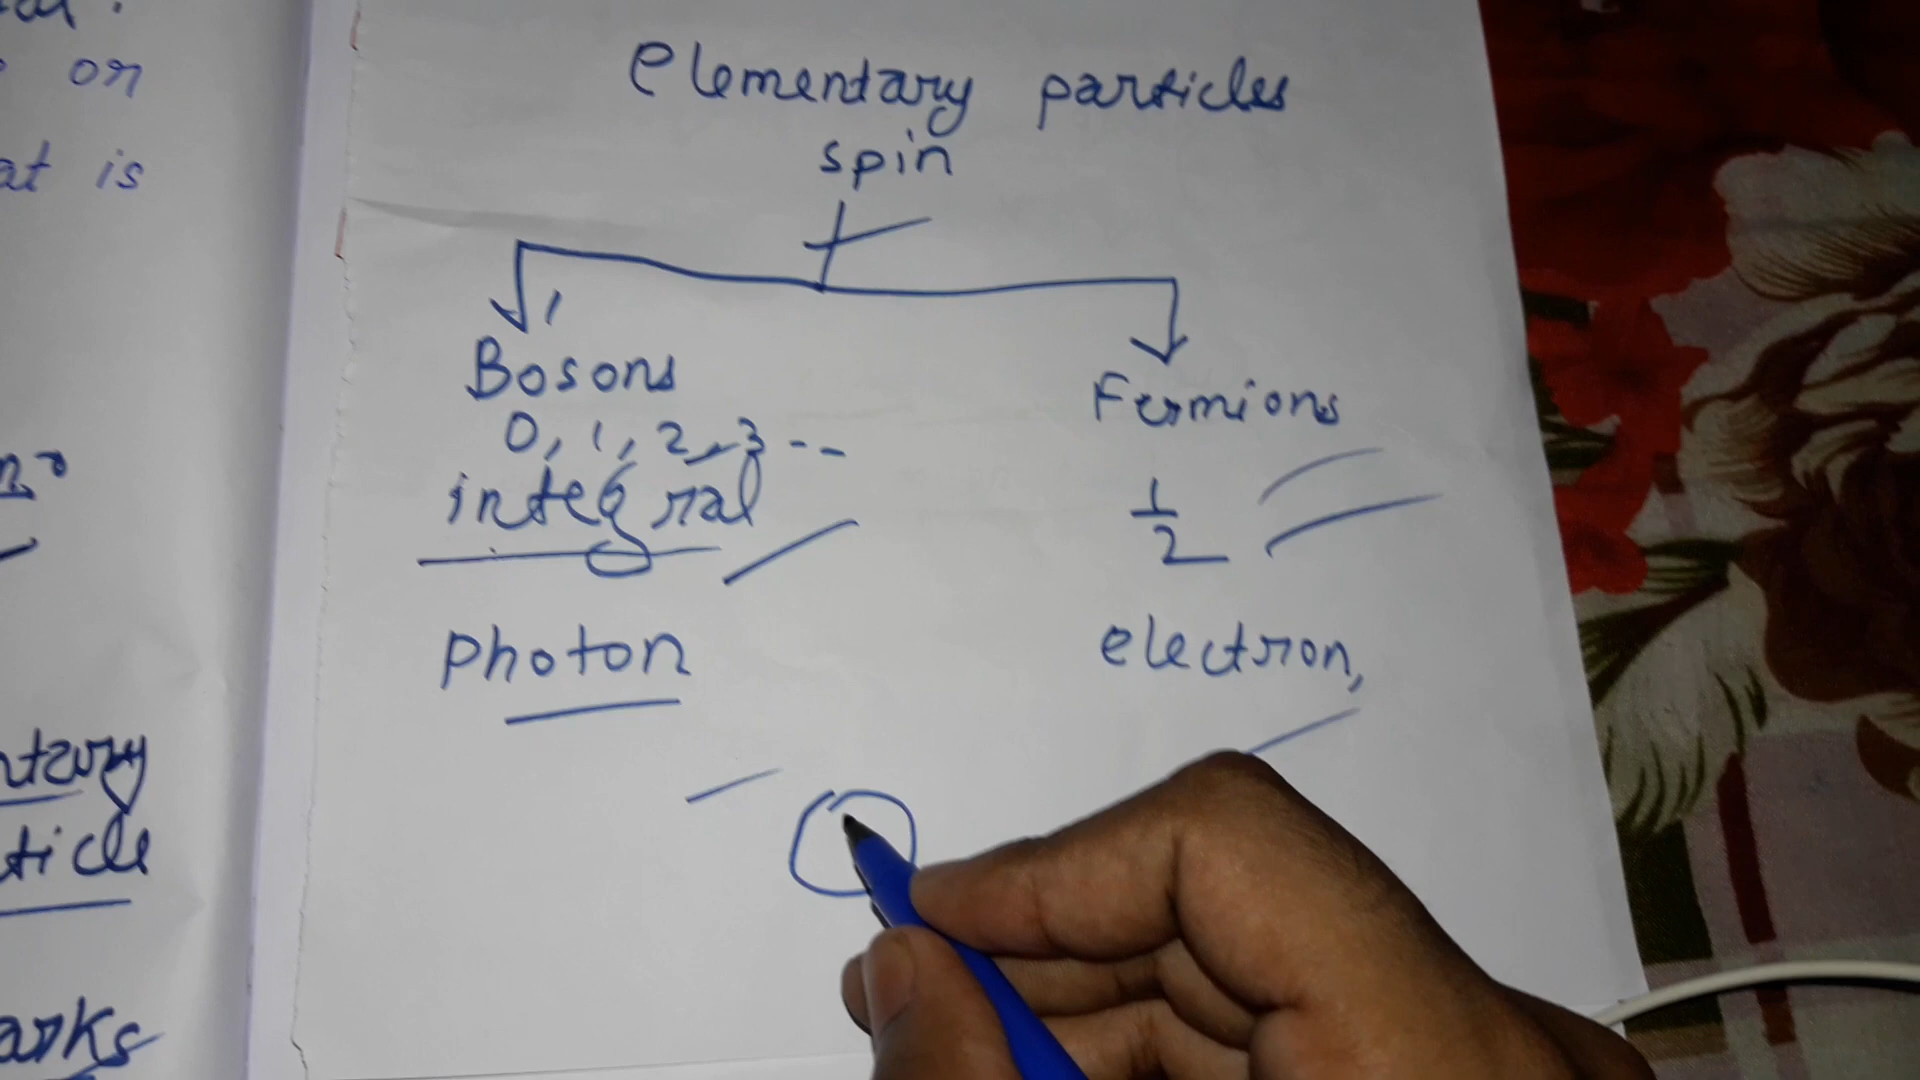 on
at is
ntary
ticle
arks
elementary particles
spin
Bosons
0, 1, 2, 3 --
integral
photon
Fermions
1/2
electron,